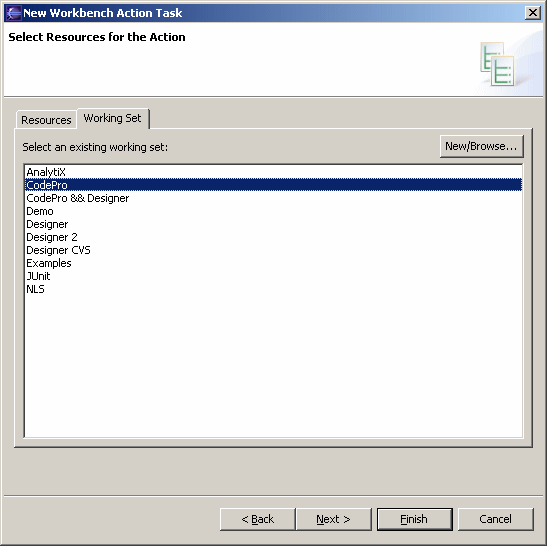 New Workbench Action Task
Select Resources for the Action
Resources
Working Set
Select an existing working set:
New/Browse...
AnalytiX
CodePro
CodePro && Designer
Demo
Designer
Designer 2
Designer CVS
Examples
JUnit
NLS
< Back
Next >
Finish
Cancel